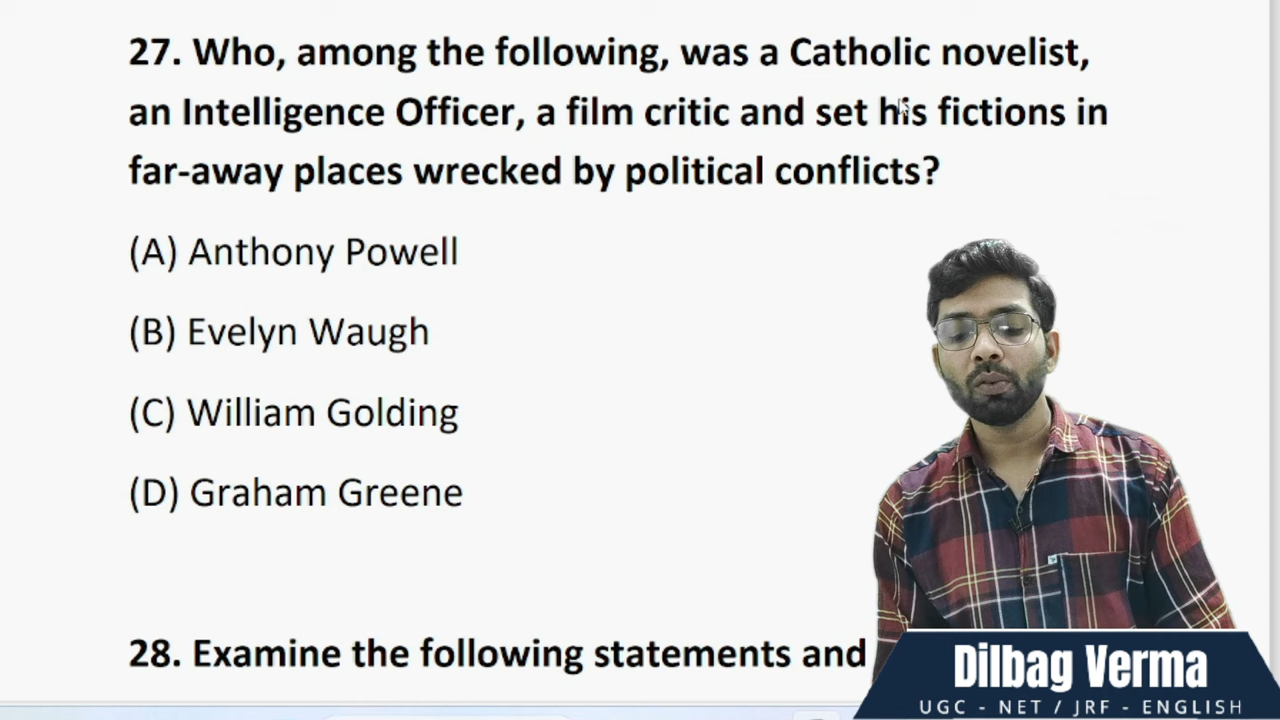 27. Who, among the following, was a Catholic novelist,
an Intelligence Officer, a film critic and set his fictions in
far-away places wrecked by political conflicts?
(A) Anthony Powell
(B) Evelyn Waugh
(C) William Golding
(D) Graham Greene
28. Examine the following statements and
Dilbag Verma
UGC - NET / JRF - ENGLISH